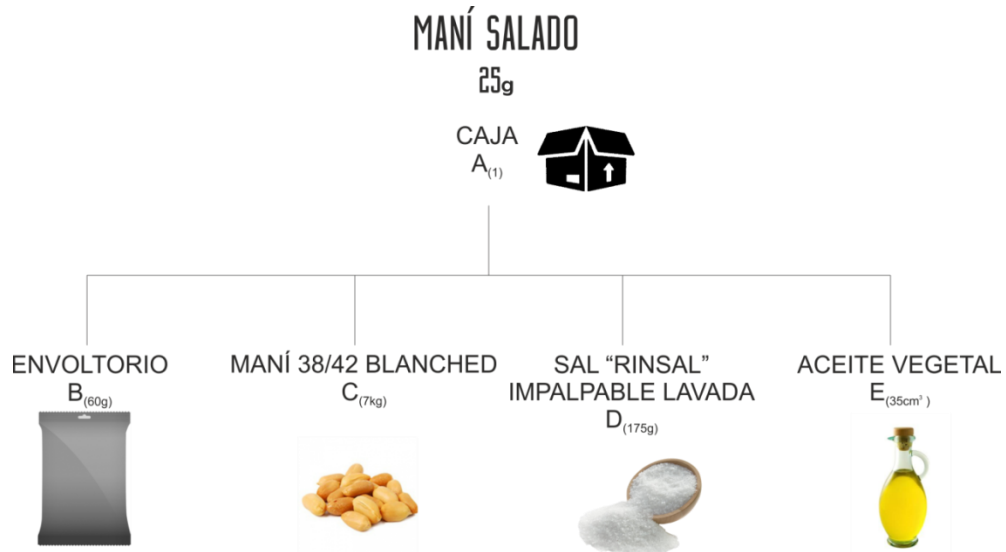 MANÍ SALADO
25g
CAJA
A(1)
ENVOLTORIO
B(60g)
MANÍ 38/42 BLANCHED
C(7kg)
SAL “RINSAL”
IMPALPABLE LAVADA
D(175g)
ACEITE VEGETAL
E(35cm³ )